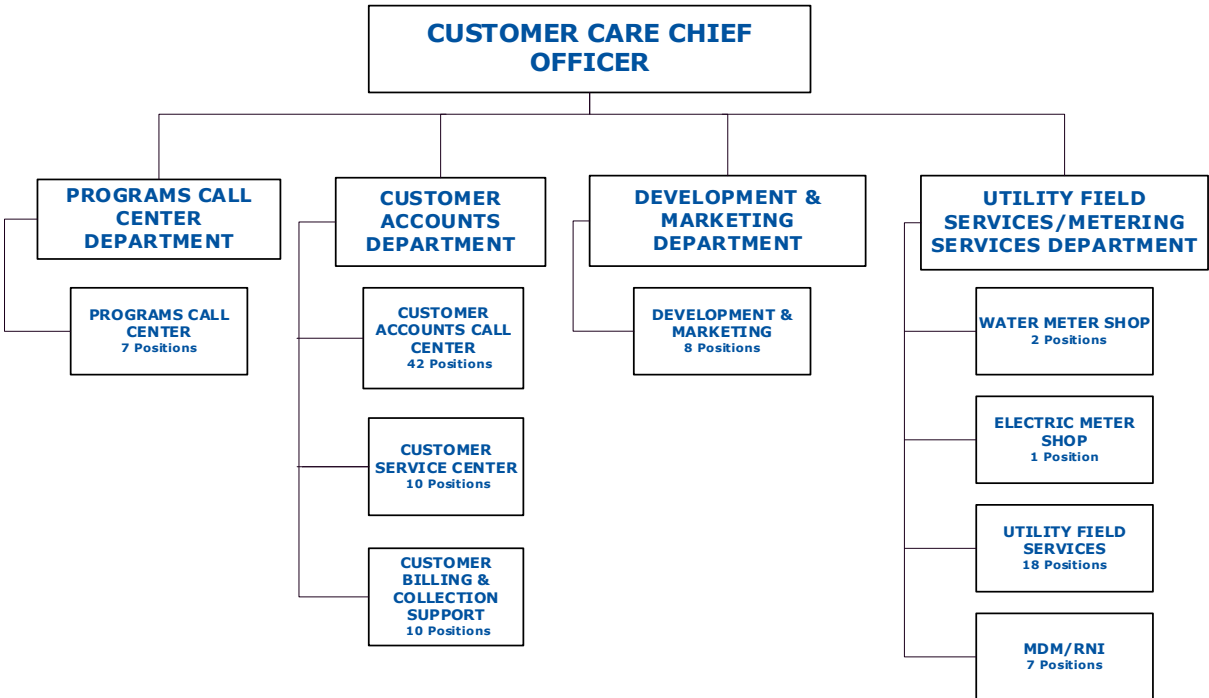 CUSTOMER CARE CHIEF
OFFICER
PROGRAMS CALL
CENTER
DEPARTMENT
PROGRAMS CALL
CENTER
7 Positions
CUSTOMER
ACCOUNTS
DEPARTMENT
CUSTOMER
ACCOUNTS CALL
CENTER
42 Positions
CUSTOMER
SERVICE CENTER
10 Positions
CUSTOMER
BILLING &
COLLECTION
SUPPORT
10 Positions
DEVELOPMENT &
MARKETING
DEPARTMENT
DEVELOPMENT &
MARKETING
8 Positions
UTILITY FIELD
SERVICES/METERING
SERVICES DEPARTMENT
WATER METER SHOP
2 Positions
ELECTRIC METER
SHOP
1 Position
UTILITY FIELD
SERVICES
18 Positions
MDM/RNI
7 Positions